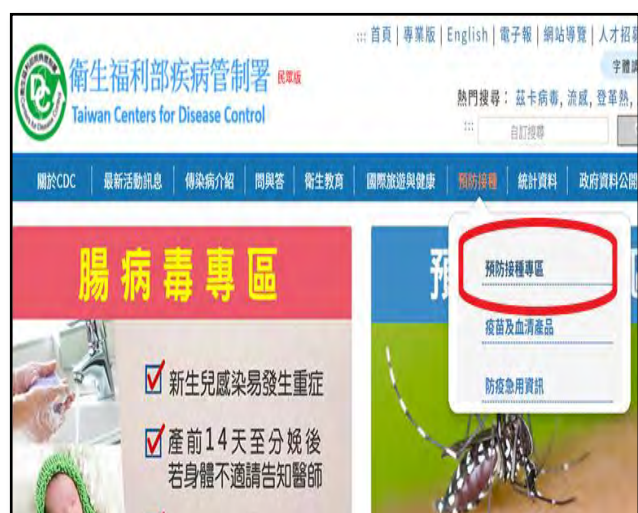 ::: 首頁 | 專業版 | English | 電子報 | 網站導覽 | 人才招募
衛生福利部疾病管制署 民眾版
Taiwan Centers for Disease Control
字體
熱門搜尋： 茲卡病毒, 流感, 登革熱,
::: 自訂搜尋
關於CDC | 最新活動訊息 | 傳染病介紹 | 問與答 | 衛生教育 | 國際旅遊與健康 | 預防接種 | 統計資料 | 政府資料公開
腸病毒專區
預
預防接種專區
疫苗及血清產品
防疫急用資訊
新生兒感染易發生重症
產前14天至分娩後
若身體不適請告知醫師